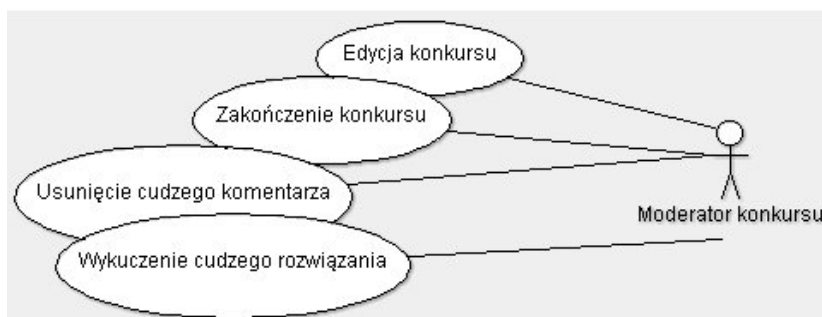 Edycja konkursu
Zakończenie konkursu
Usunięcie cudzego komentarza
Moderator konkursu
Wykuczenie cudzego rozwiązania